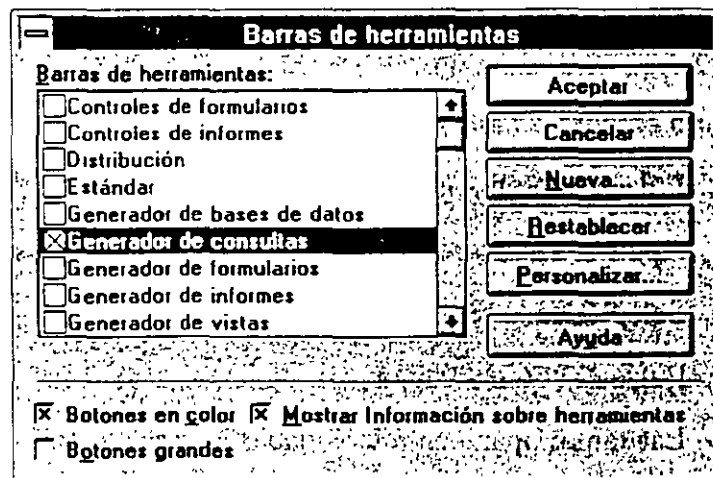 Barras de herramientas
Barras de herramientas:
Controles de formularios
Controles de informes
Distribución
Estándar
Generador de bases de datos
Generador de consultas
Generador de formularios
Generador de informes
Generador de vistas
Aceptar
Cancelar
Nueva...
Restablecer
Personalizar...
Ayuda
Botones en color Mostrar Información sobre herramientas
Botones grandes